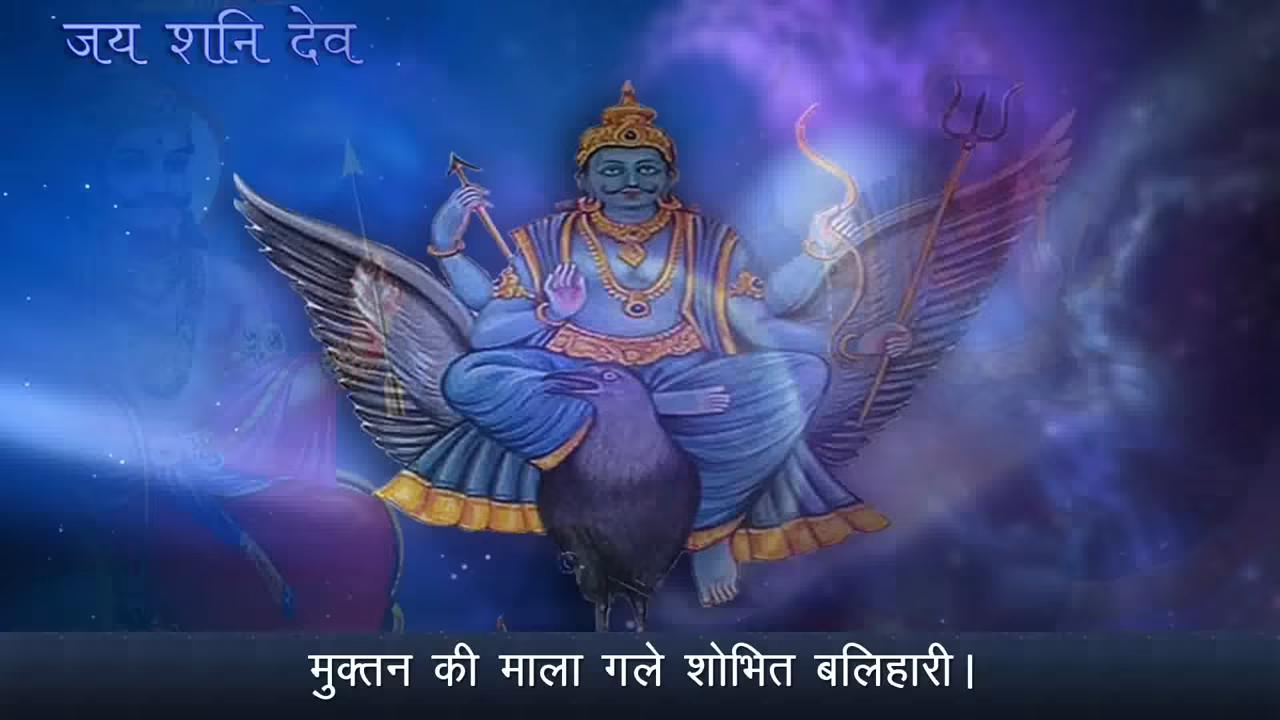 जय शनि देव
मुक्तन की माला गले शोभित बलिहारी।